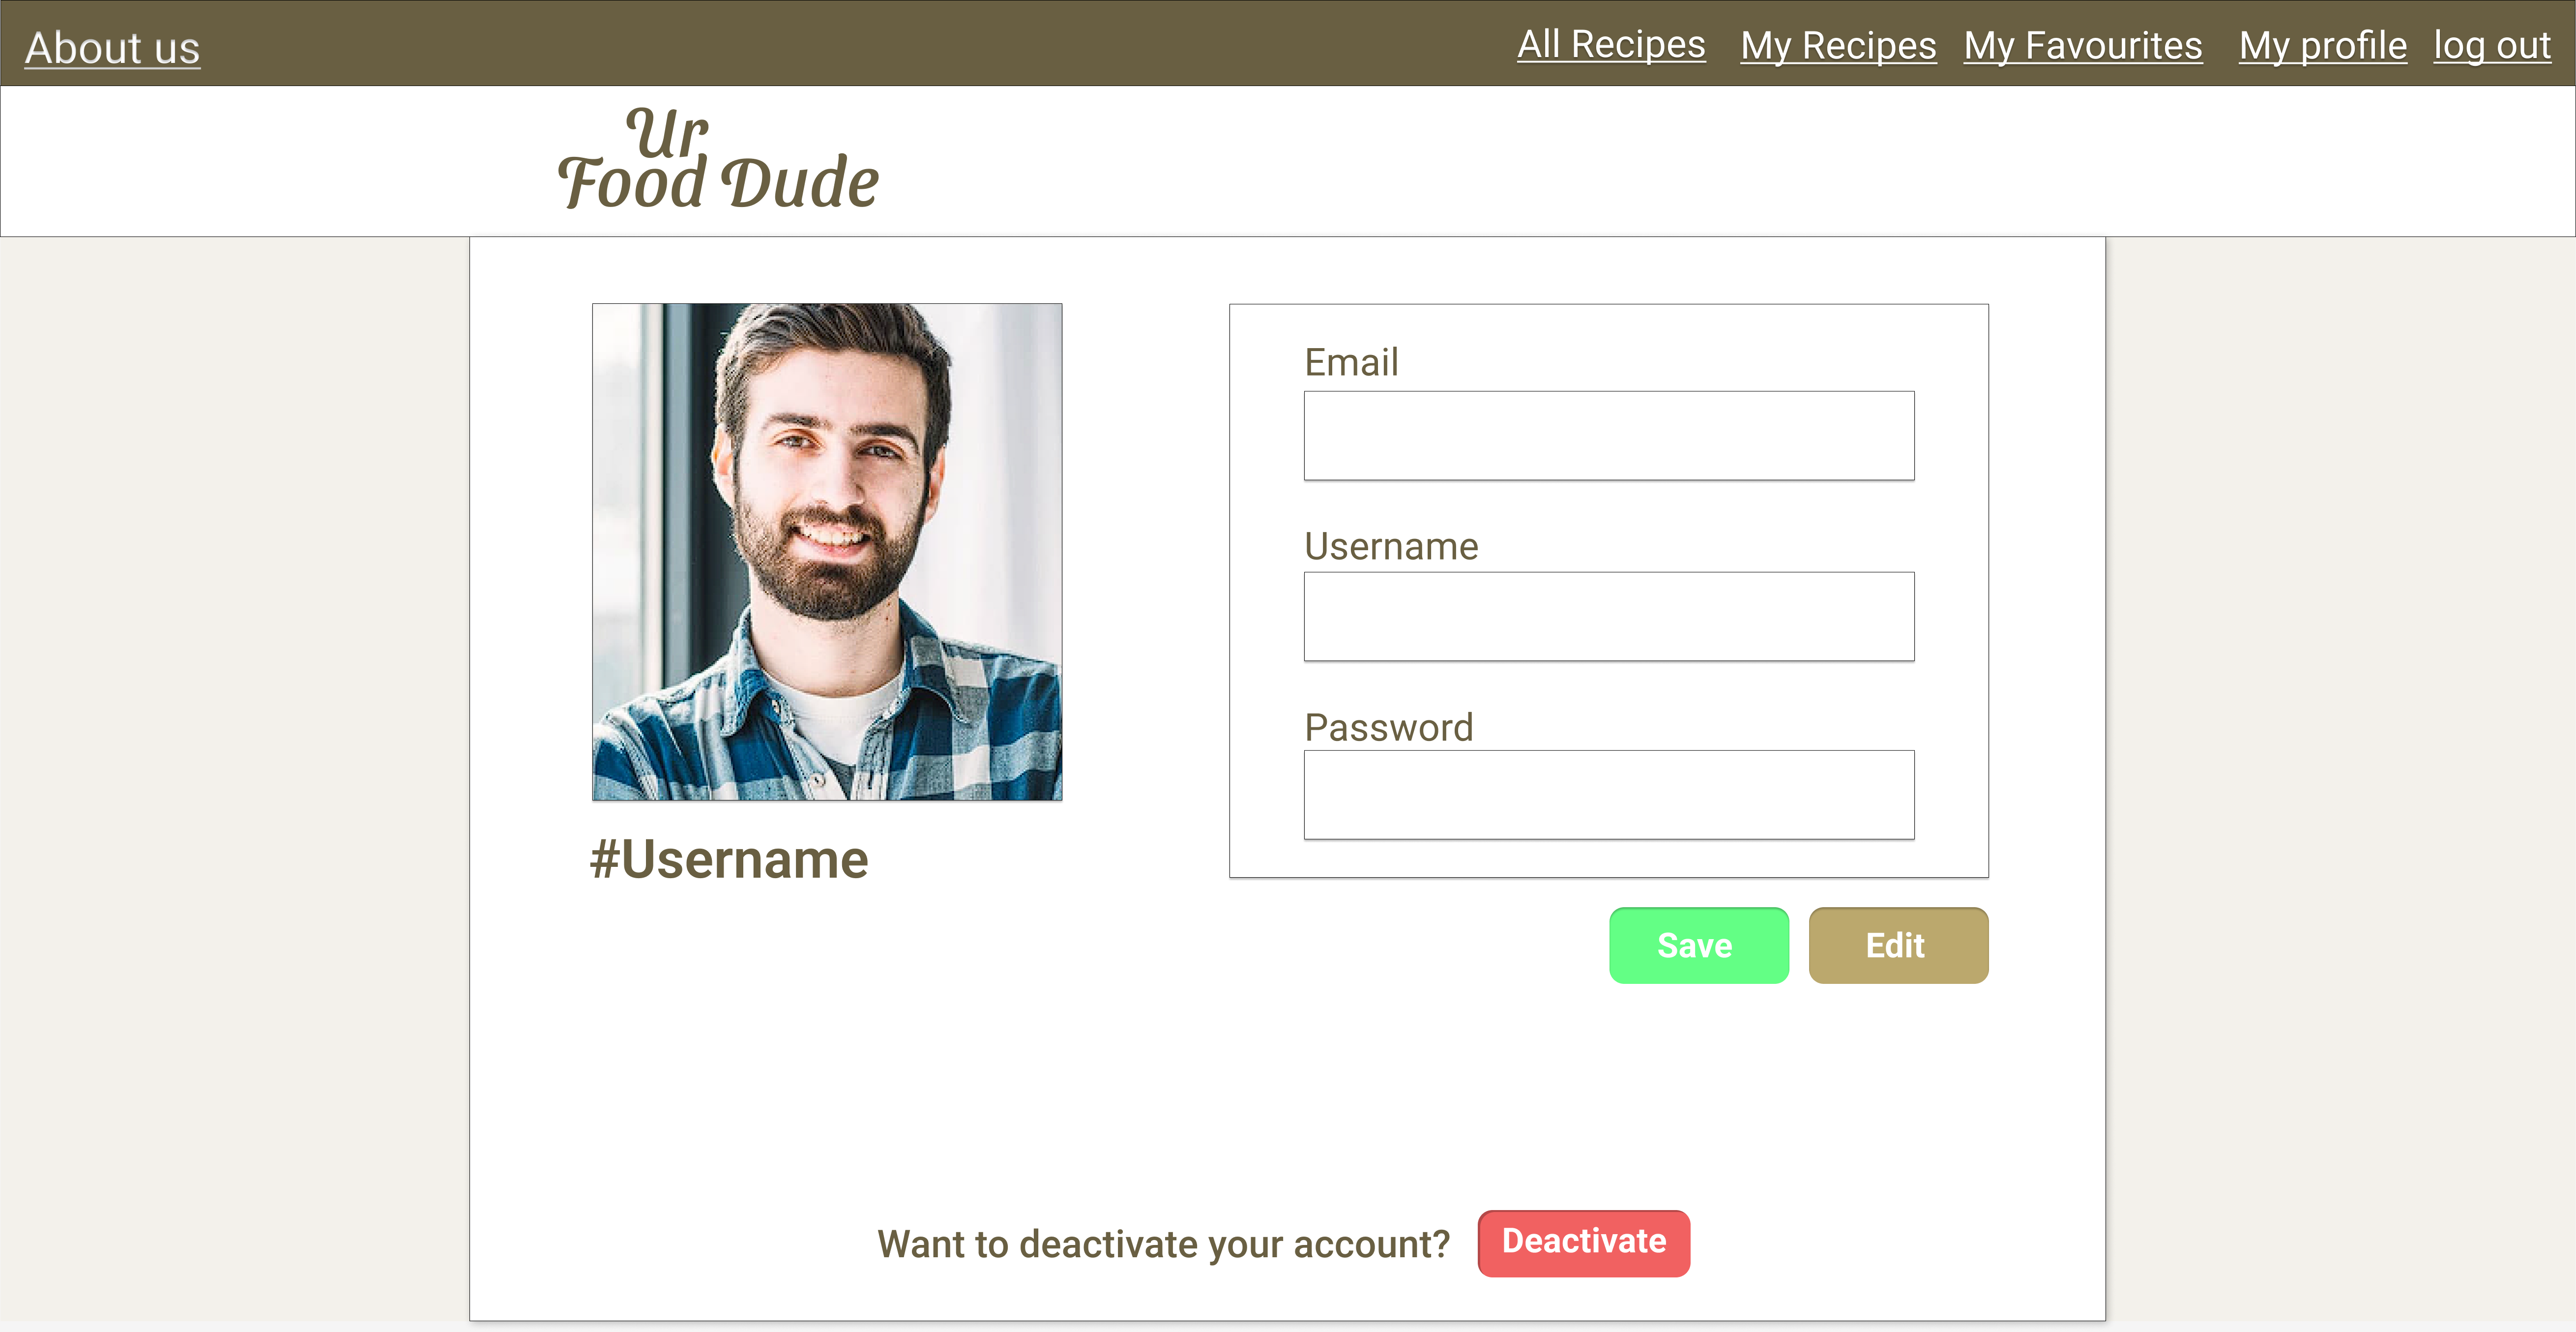 About us All Recipes My Recipes My Favourites My profile log out
Ur
Food Dude
Email
Username
Password
#Username
Save Edit
Want to deactivate your account? Deactivate